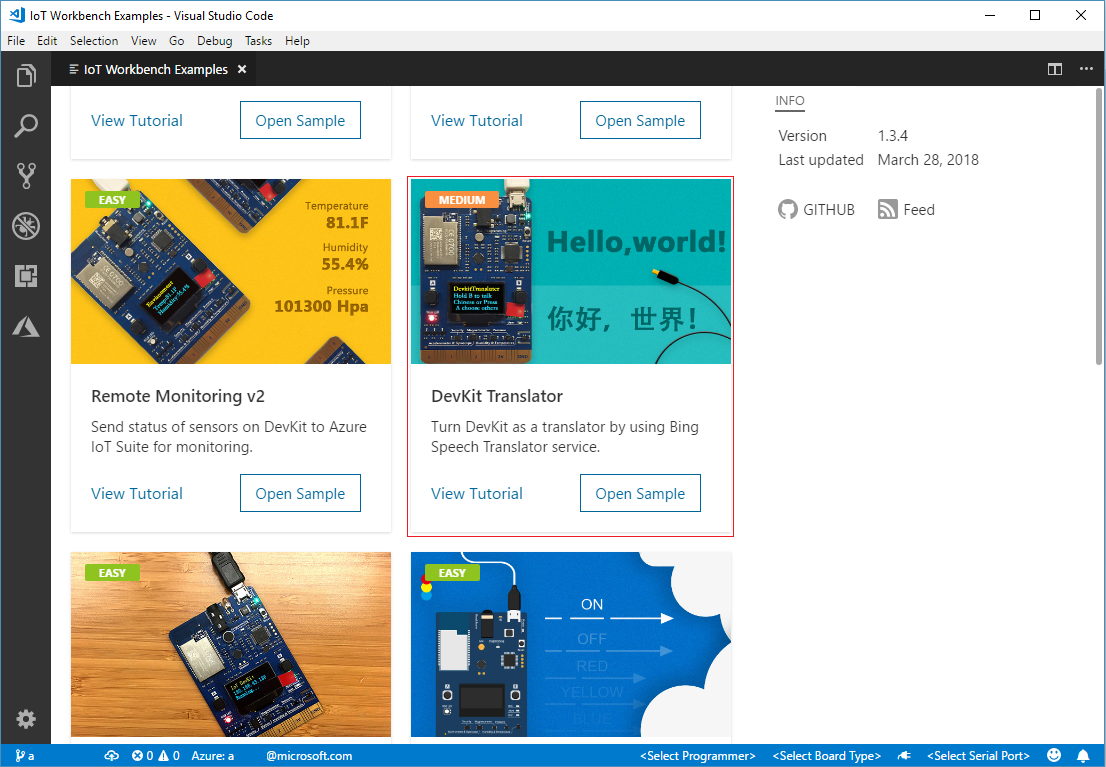 IoT Workbench Examples - Visual Studio Code
File Edit Selection View Go Debug Tasks Help
IoT Workbench Examples
View Tutorial
Open Sample
View Tutorial
Open Sample
INFO
Version 1.3.4
Last updated March 28, 2018
GITHUB
Feed
EASY
Temperature
81.1F
Humidity
55.4%
Pressure
101300 Hpa
Environment
Remote Monitoring v2
Send status of sensors on DevKit to Azure
IoT Suite for monitoring.
View Tutorial
Open Sample
MEDIUM
Hello,world!
你好，世界！
DevkitTranslator
Hold B to talk
Chinese or Press
A choose others
DevKit Translator
Turn DevKit as a translator by using Bing
Speech Translator service.
View Tutorial
Open Sample
EASY
IoT DevKit
Running...
EASY
ON
OFF
RED
YELLOW
BLUE
a
0 0
Azure: a
@microsoft.com
<Select Programmer>
<Select Board Type>
<Select Serial Port>